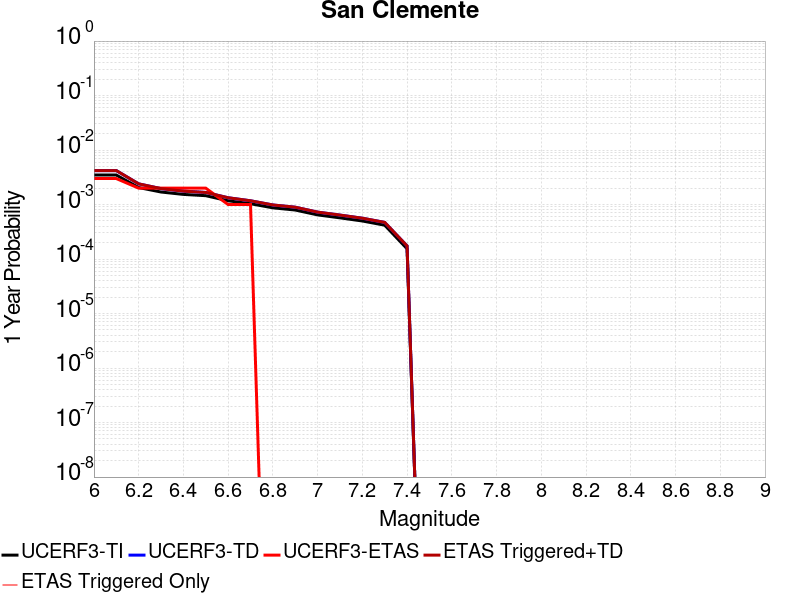 San Clemente
10^0
10^-1
10^-2
10^-3
10^-4
10^-5
10^-6
10^-7
10^-8
1 Year Probability
6 6.2 6.4 6.6 6.8 7 7.2 7.4 7.6 7.8 8 8.2 8.4 8.6 8.8 9
Magnitude
UCERF3-TI UCERF3-TD UCERF3-ETAS ETAS Triggered+TD
ETAS Triggered Only